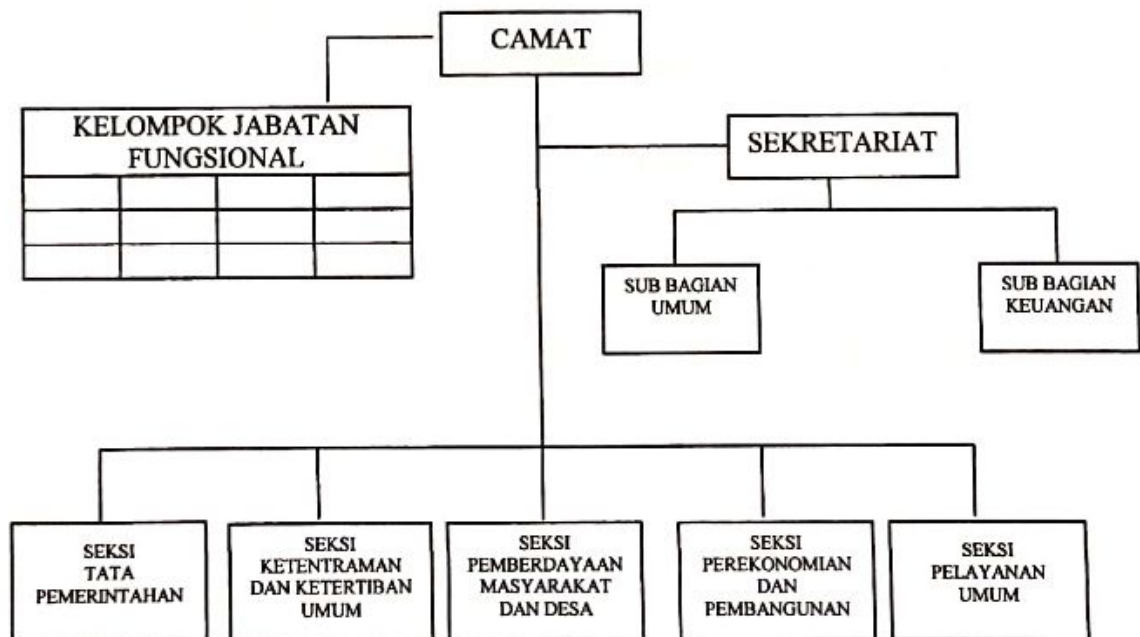 CAMAT
KELOMPOK JABATAN
FUNGSIONAL
SEKRETARIAT
SUB BAGIAN
UMUM
SUB BAGIAN
KEUANGAN
SEKSI
TATA
PEMERINTAHAN
SEKSI
KETENTRAMAN
DAN KETERTIBAN
UMUM
SEKSI
PEMBERDAYAAN
MASYARAKAT
DAN DESA
SEKSI
PEREKONOMIAN
DAN
PEMBANGUNAN
SEKSI
PELAYANAN
UMUM